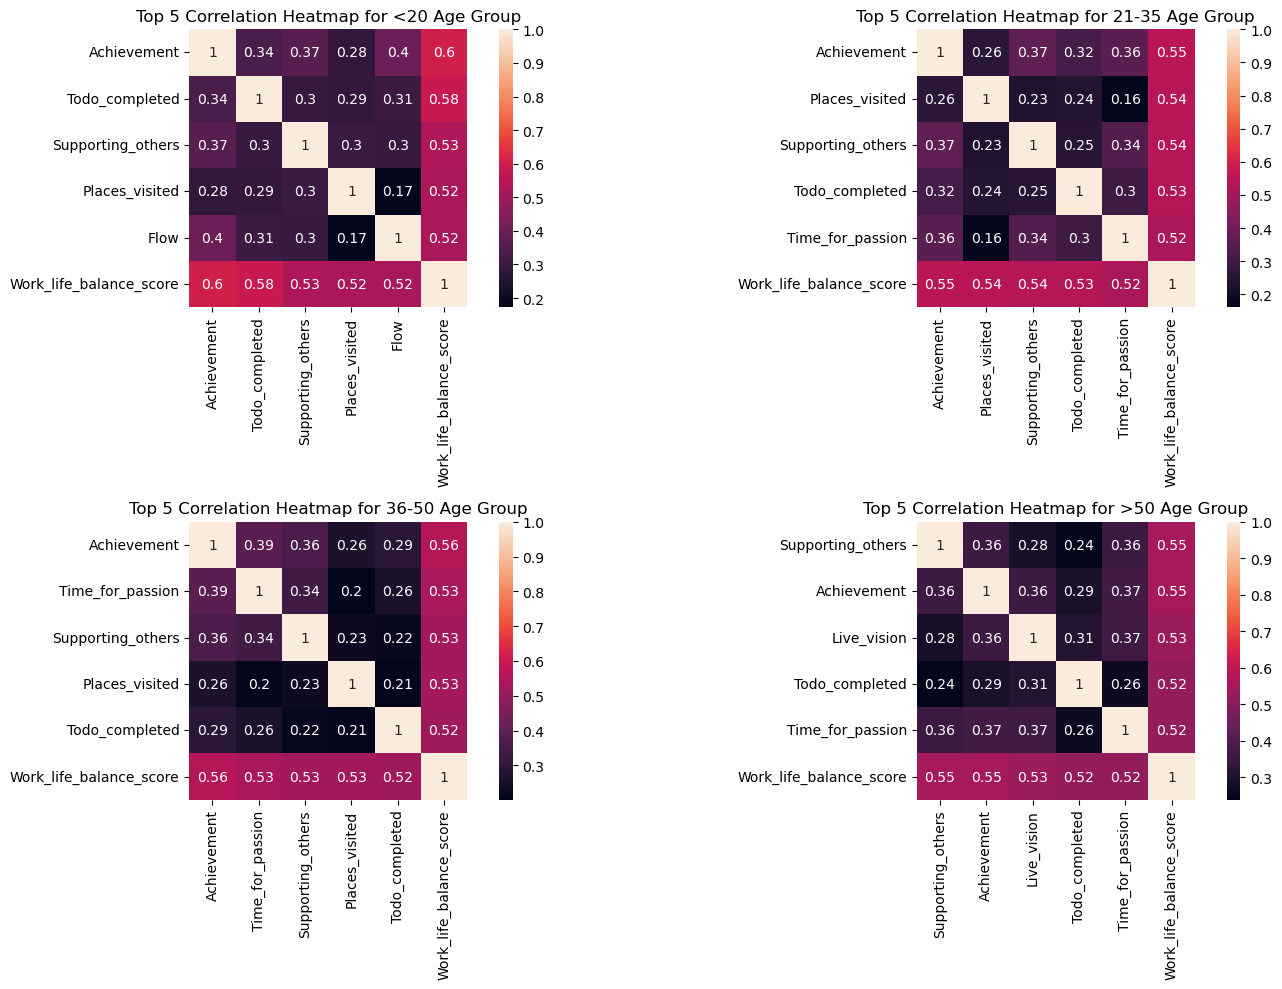 Top 5 Correlation Heatmap for <20 Age Group
Achievement 1 0.34 0.37 0.28 0.4 0.6
Todo_completed 0.34 1 0.3 0.29 0.31 0.58
Supporting_others 0.37 0.3 1 0.3 0.3 0.53
Places_visited 0.28 0.29 0.3 1 0.17 0.52
Flow 0.4 0.31 0.3 0.17 1 0.52
Work_life_balance_score 0.6 0.58 0.53 0.52 0.52 1
Achievement
Todo_completed
Supporting_others
Places_visited
Flow
Work_life_balance_score
1.0
0.9
0.8
0.7
0.6
0.5
0.4
0.3
0.2
Top 5 Correlation Heatmap for 21-35 Age Group
Achievement 1 0.26 0.37 0.32 0.36 0.55
Places_visited 0.26 1 0.23 0.24 0.16 0.54
Supporting_others 0.37 0.23 1 0.25 0.34 0.54
Todo_completed 0.32 0.24 0.25 1 0.3 0.53
Time_for_passion 0.36 0.16 0.34 0.3 1 0.52
Work_life_balance_score 0.55 0.54 0.54 0.53 0.52 1
Achievement
Places_visited
Supporting_others
Todo_completed
Time_for_passion
Work_life_balance_score
1.0
0.9
0.8
0.7
0.6
0.5
0.4
0.3
0.2
Top 5 Correlation Heatmap for 36-50 Age Group
Achievement 1 0.39 0.36 0.26 0.29 0.56
Time_for_passion 0.39 1 0.34 0.2 0.26 0.53
Supporting_others 0.36 0.34 1 0.23 0.22 0.53
Places_visited 0.26 0.2 0.23 1 0.21 0.53
Todo_completed 0.29 0.26 0.22 0.21 1 0.52
Work_life_balance_score 0.56 0.53 0.53 0.53 0.52 1
Achievement
Time_for_passion
Supporting_others
Places_visited
Todo_completed
Work_life_balance_score
1.0
0.9
0.8
0.7
0.6
0.5
0.4
0.3
Top 5 Correlation Heatmap for >50 Age Group
Supporting_others 1 0.36 0.28 0.24 0.36 0.55
Achievement 0.36 1 0.36 0.29 0.37 0.55
Live_vision 0.28 0.36 1 0.31 0.37 0.53
Todo_completed 0.24 0.29 0.31 1 0.26 0.52
Time_for_passion 0.36 0.37 0.37 0.26 1 0.52
Work_life_balance_score 0.55 0.55 0.53 0.52 0.52 1
Supporting_others
Achievement
Live_vision
Todo_completed
Time_for_passion
Work_life_balance_score
1.0
0.9
0.8
0.7
0.6
0.5
0.4
0.3